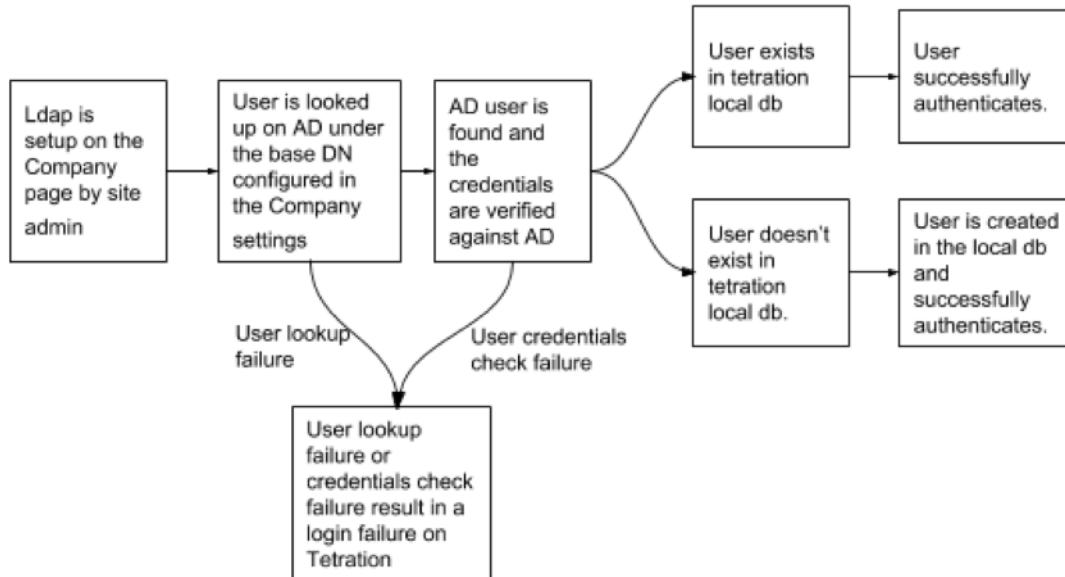 Ldap is
setup on the
Company
page by site
admin
User is looked
up on AD under
the base DN
configured in
the Company
settings
AD user is
found and
the
credentials
are verified
against AD
User exists
in tetration
local db
User
successfully
authenticates.
User doesn't
exist in
tetration
local db.
User is created
in the local db
and
successfully
authenticates.
User lookup
failure
User credentials
check failure
User lookup
failure or
credentials check
failure result in a
login failure on
Tetration